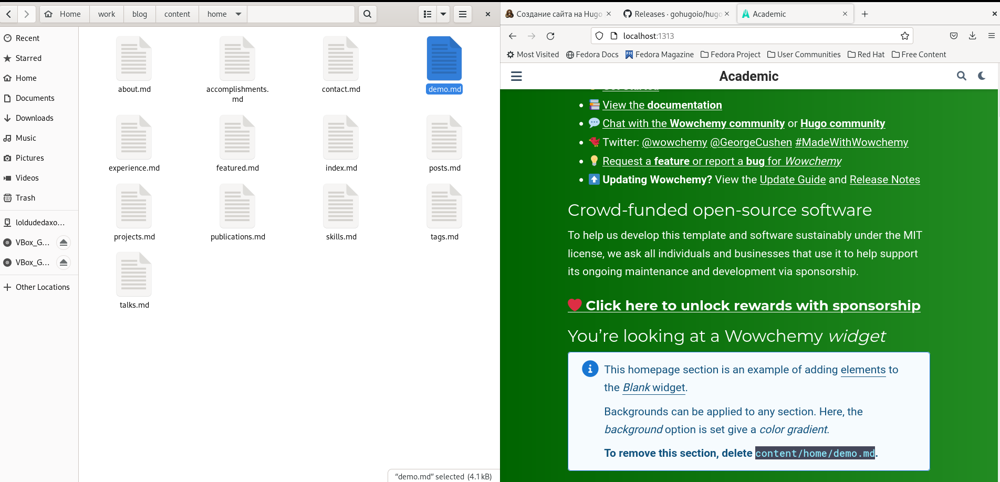 Home work blog content home
Recent
Starred
Home
Documents
Downloads
Music
Pictures
Videos
Trash
loldudedaxo...
VBox_G...
VBox_G...
Other Locations
about.md
accomplishments.
md
contact.md
demo.md
experience.md
featured.md
index.md
posts.md
projects.md
publications.md
skills.md
tags.md
talks.md
“demo.md” selected (4.1 kB)
Создание сайта на Hugo
Releases · gohugoio/hugo
Academic
localhost:1313
Most Visited Fedora Docs Fedora Magazine Fedora Project User Communities Red Hat Free Content
Academic
Get Started
View the documentation
Chat with the Wowchemy community or Hugo community
Twitter: @wowchemy @GeorgeCushen #MadeWithWowchemy
Request a feature or report a bug for Wowchemy
Updating Wowchemy? View the Update Guide and Release Notes
Crowd-funded open-source software
To help us develop this template and software sustainably under the MIT
license, we ask all individuals and businesses that use it to help support
its ongoing maintenance and development via sponsorship.
Click here to unlock rewards with sponsorship
You’re looking at a Wowchemy widget
This homepage section is an example of adding elements to
the Blank widget.
Backgrounds can be applied to any section. Here, the
background option is set give a color gradient.
To remove this section, delete content/home/demo.md.